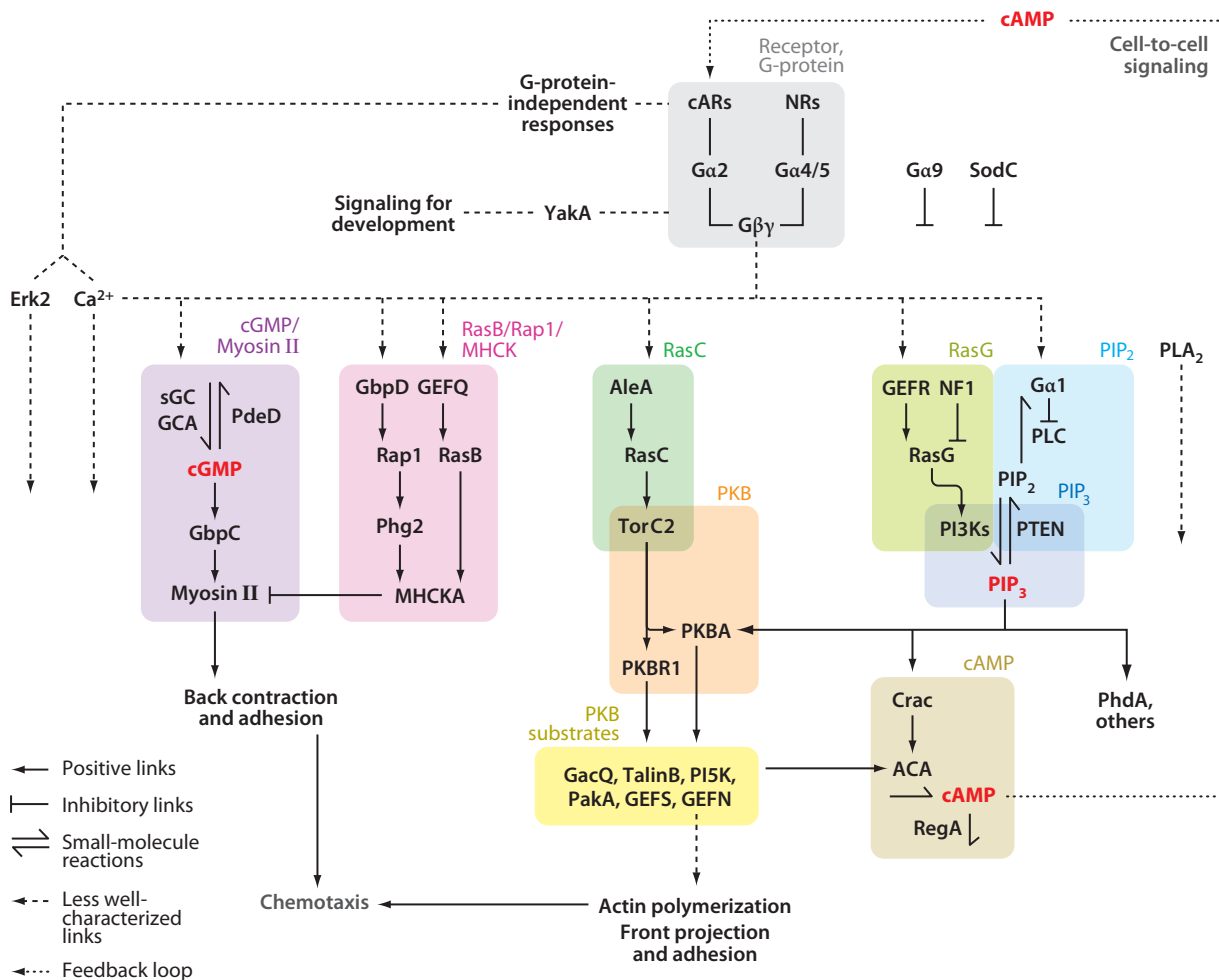 cAMP
Cell-to-cell
signaling
Receptor,
G-protein
G-protein-
independent
responses
cARs
NRs
Gα2
Gα4/5
Gβγ
Gα9
SodC
Signaling for
development
YakA
Erk2
Ca²⁺
cGMP/
Myosin II
RasB/Rap1/
MHCK
RasC
RasG
PIP₂
PLA₂
sGC
GCA
PdeD
cGMP
GbpC
Myosin II
GbpD
GEFQ
Rap1
RasB
Phg2
MHCKA
AleA
RasC
TorC2
PKB
PKBA
PKBR1
GEFR
NF1
RasG
PI3Ks
Gα1
PLC
PIP₂
PIP₃
PTEN
PIP₃
Back contraction
and adhesion
PKB
substrates
GacQ, TalinB, PI5K,
PakA, GEFS, GEFN
cAMP
Crac
ACA
cAMP
RegA
PhdA,
others
Positive links
Inhibitory links
Small-molecule
reactions
Less well-
characterized
links
Feedback loop
Chemotaxis
Actin polymerization
Front projection
and adhesion